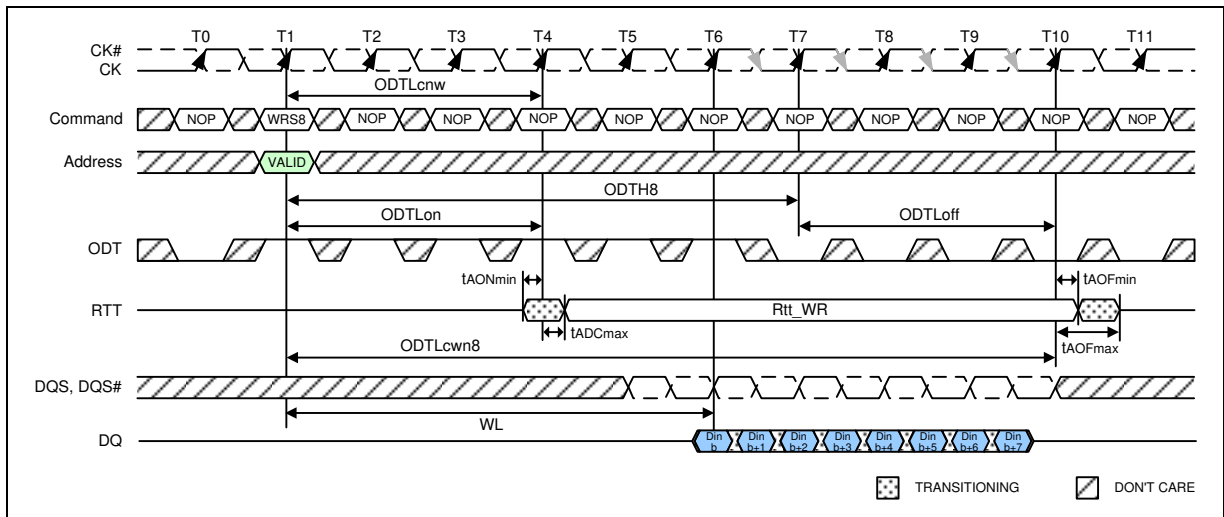 T0 T1 T2 T3 T4 T5 T6 T7 T8 T9 T10 T11
CK#
CK
ODTLcnw
Command NOP WRS8 NOP NOP NOP NOP NOP NOP NOP NOP NOP NOP
Address VALID
ODTH8
ODTLon ODTLoff
ODT
tAONmin tAOFmin
RTT Rtt_WR
tADCmax tAOFmax
ODTLcwn8
DQS, DQS#
WL
DQ Din b Din b+1 Din b+2 Din b+3 Din b+4 Din b+5 Din b+6 Din b+7
TRANSITIONING DON'T CARE